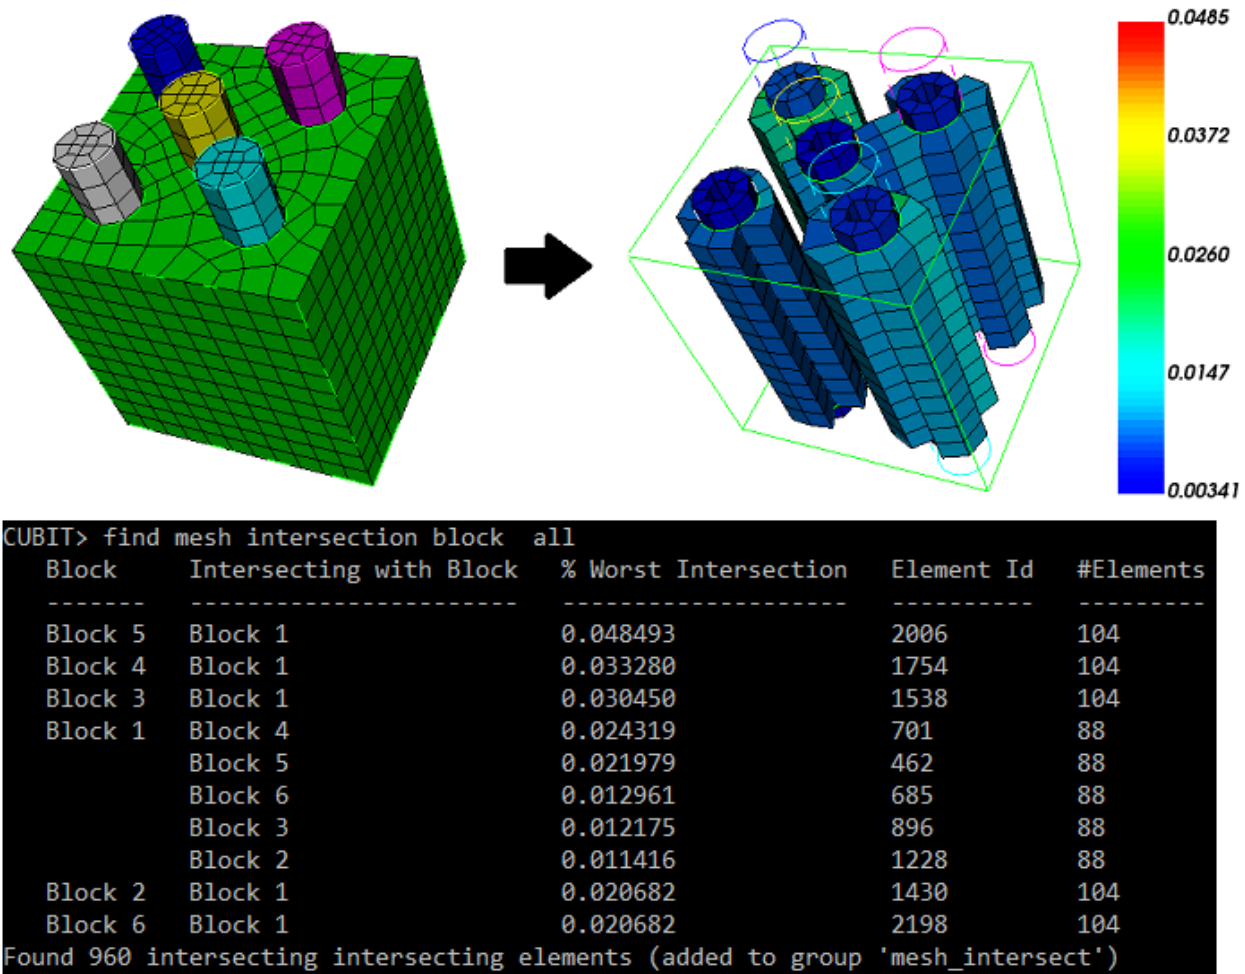 0.0485
0.0372
0.0260
0.0147
0.00341
CUBIT> find mesh intersection block  all
Block Intersecting with Block % Worst Intersection Element Id #Elements
------- ----------------------- -------------------- ---------- ---------
Block 5 Block 1 0.048493 2006 104
Block 4 Block 1 0.033280 1754 104
Block 3 Block 1 0.030450 1538 104
Block 1 Block 4 0.024319 701 88
Block 5 0.021979 462 88
Block 6 0.012961 685 88
Block 3 0.012175 896 88
Block 2 0.011416 1228 88
Block 2 Block 1 0.020682 1430 104
Block 6 Block 1 0.020682 2198 104
Found 960 intersecting intersecting elements (added to group 'mesh_intersect')